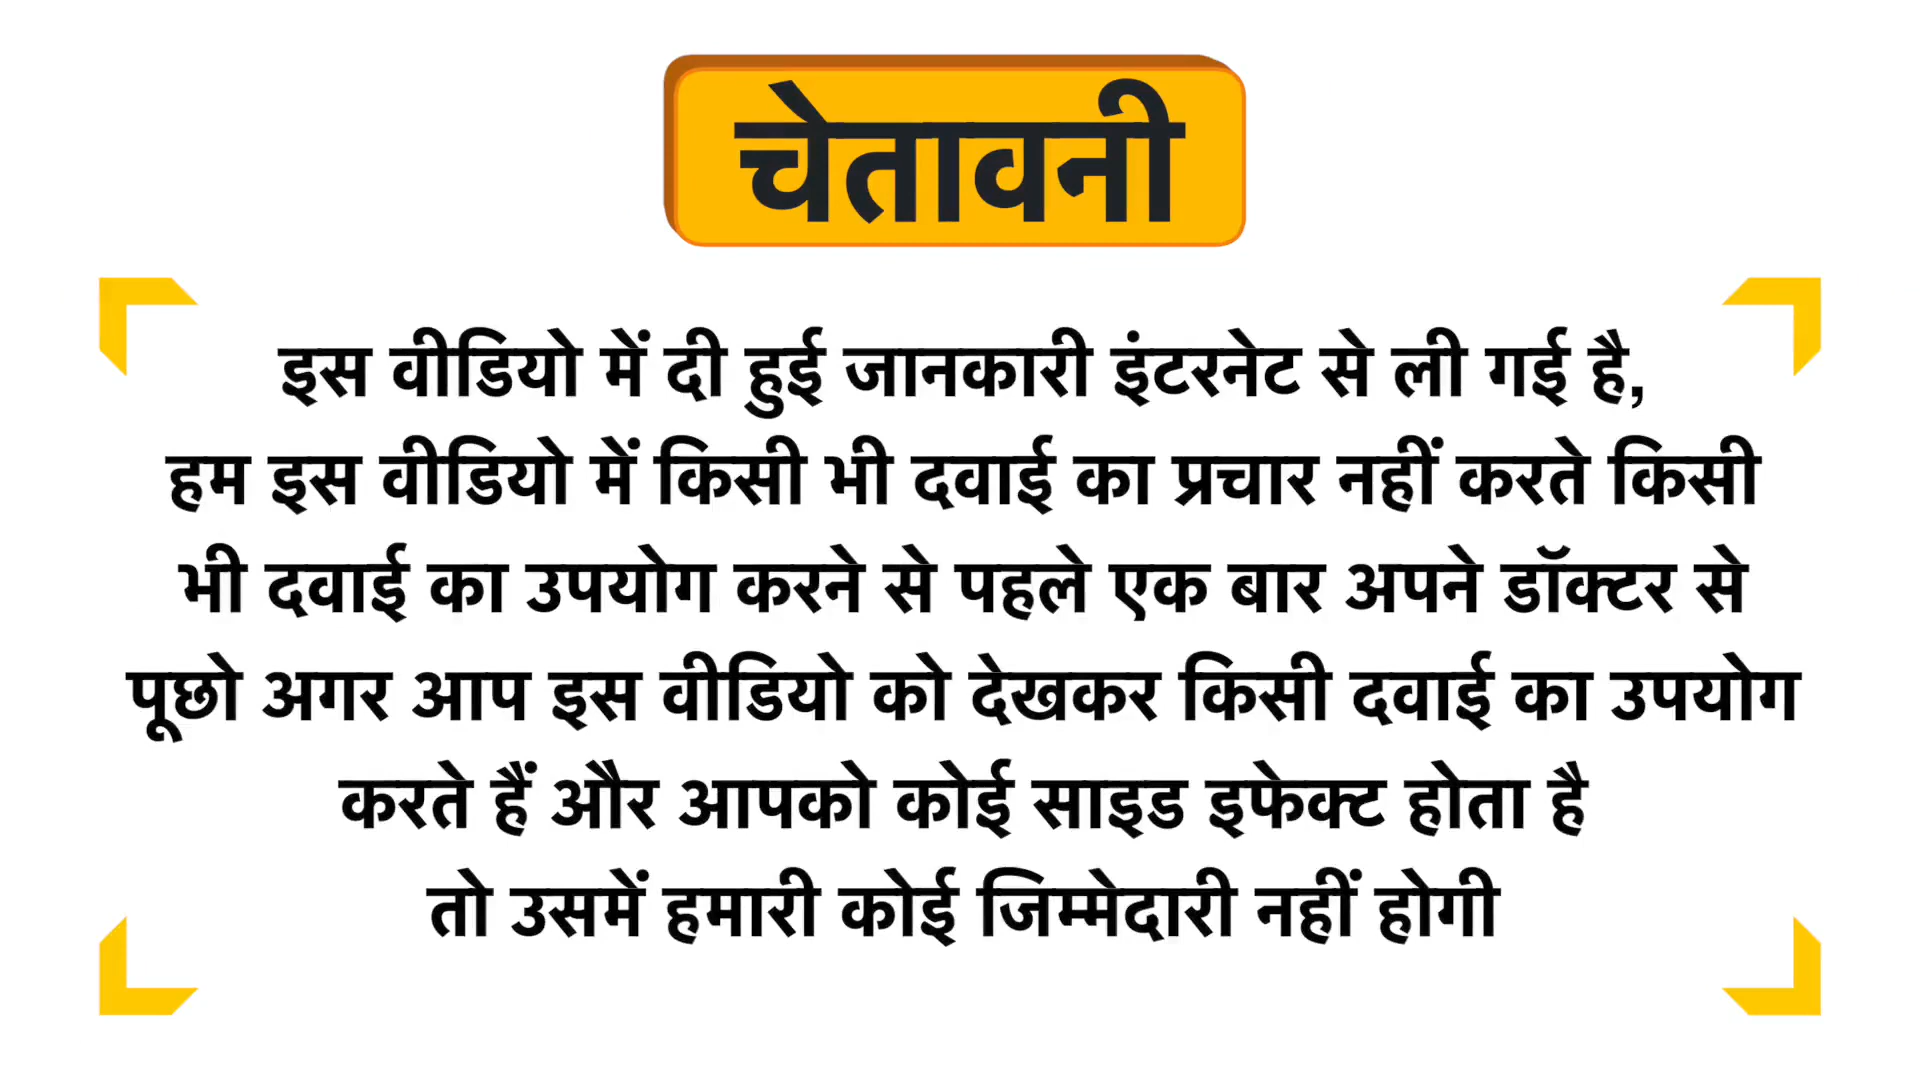 चेतावनी
इस वीडियो में दी हुई जानकारी इंटरनेट से ली गई है,
हम इस वीडियो में किसी भी दवाई का प्रचार नहीं करते किसी
भी दवाई का उपयोग करने से पहले एक बार अपने डॉक्टर से
पूछो अगर आप इस वीडियो को देखकर किसी दवाई का उपयोग
करते हैं और आपको कोई साइड इफेक्ट होता है
तो उसमें हमारी कोई जिम्मेदारी नहीं होगी